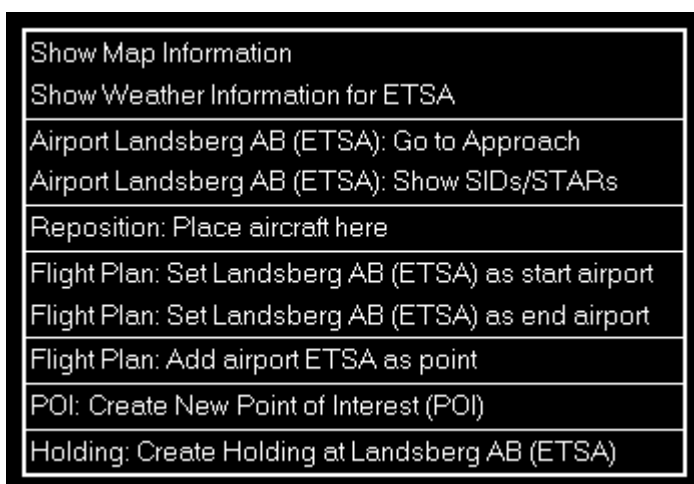 Show Map Information
Show Weather Information for ETSA
Airport Landsberg AB (ETSA): Go to Approach
Airport Landsberg AB (ETSA): Show SIDs/STARs
Reposition: Place aircraft here
Flight Plan: Set Landsberg AB (ETSA) as start airport
Flight Plan: Set Landsberg AB (ETSA) as end airport
Flight Plan: Add airport ETSA as point
POI: Create New Point of Interest (POI)
Holding: Create Holding at Landsberg AB (ETSA)